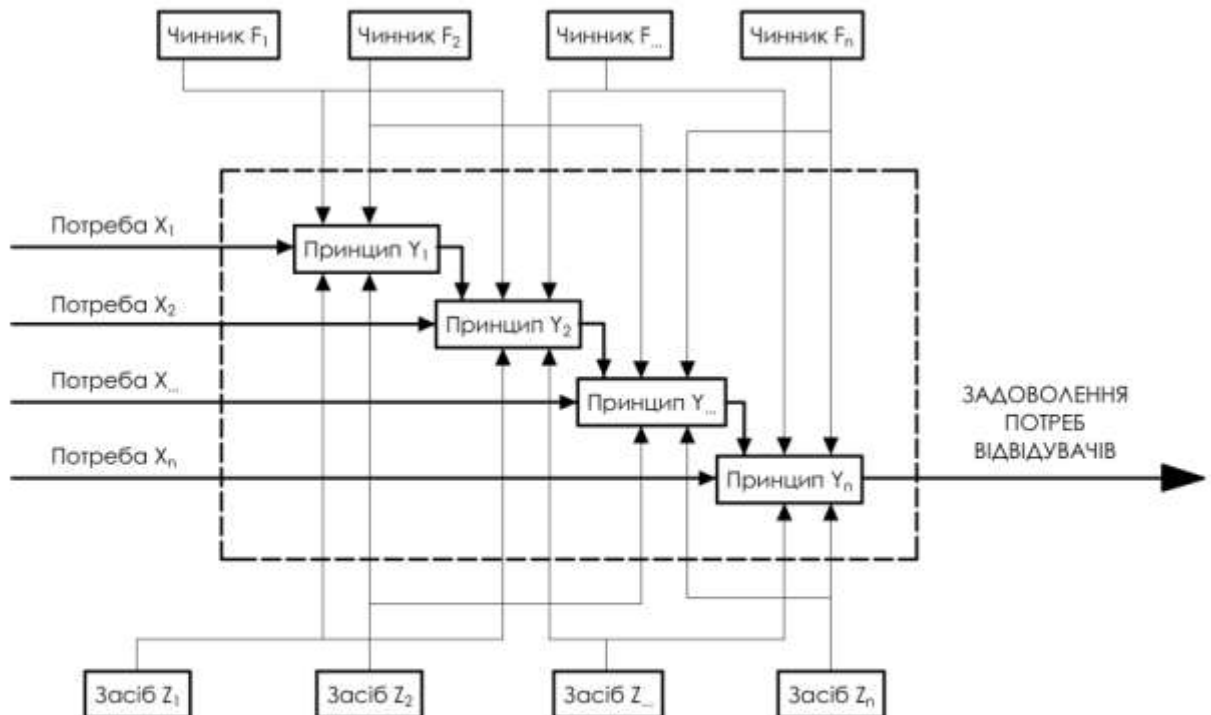 Чинник F₁
Чинник F₂
Чинник F...
Чинник Fₙ
Потреба X₁
Принцип Y₁
Потреба X₂
Принцип Y₂
Потреба X...
Принцип Y...
ЗАДОВОЛЕННЯ
ПОТРЕБ
ВІДВІДУВАЧІВ
Потреба Xₙ
Принцип Yₙ
Засіб Z₁
Засіб Z₂
Засіб Z...
Засіб Zₙ